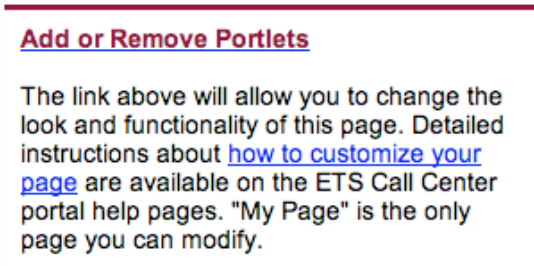 Add or Remove Portlets
The link above will allow you to change the
look and functionality of this page. Detailed
instructions about how to customize your
page are available on the ETS Call Center
portal help pages. "My Page" is the only
page you can modify.